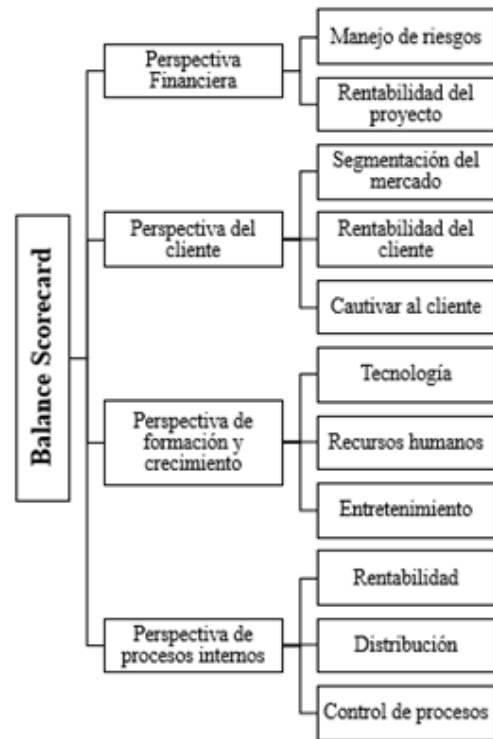 Balance Scorecard
Perspectiva
Financiera
Manejo de riesgos
Rentabilidad del
proyecto
Perspectiva del
cliente
Segmentación del
mercado
Rentabilidad del
cliente
Cautivar al cliente
Perspectiva de
formación y
crecimiento
Tecnología
Recursos humanos
Entretenimiento
Perspectiva de
procesos internos
Rentabilidad
Distribución
Control de procesos